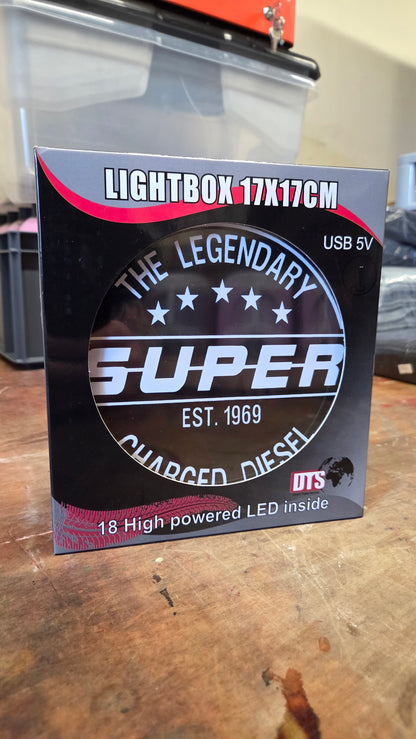 LIGHTBOX 17X17CM
USB 5V
THE LEGENDARY
SUPER
EST. 1969
CHARGED DIESEL
DTS
18 High powered LED inside